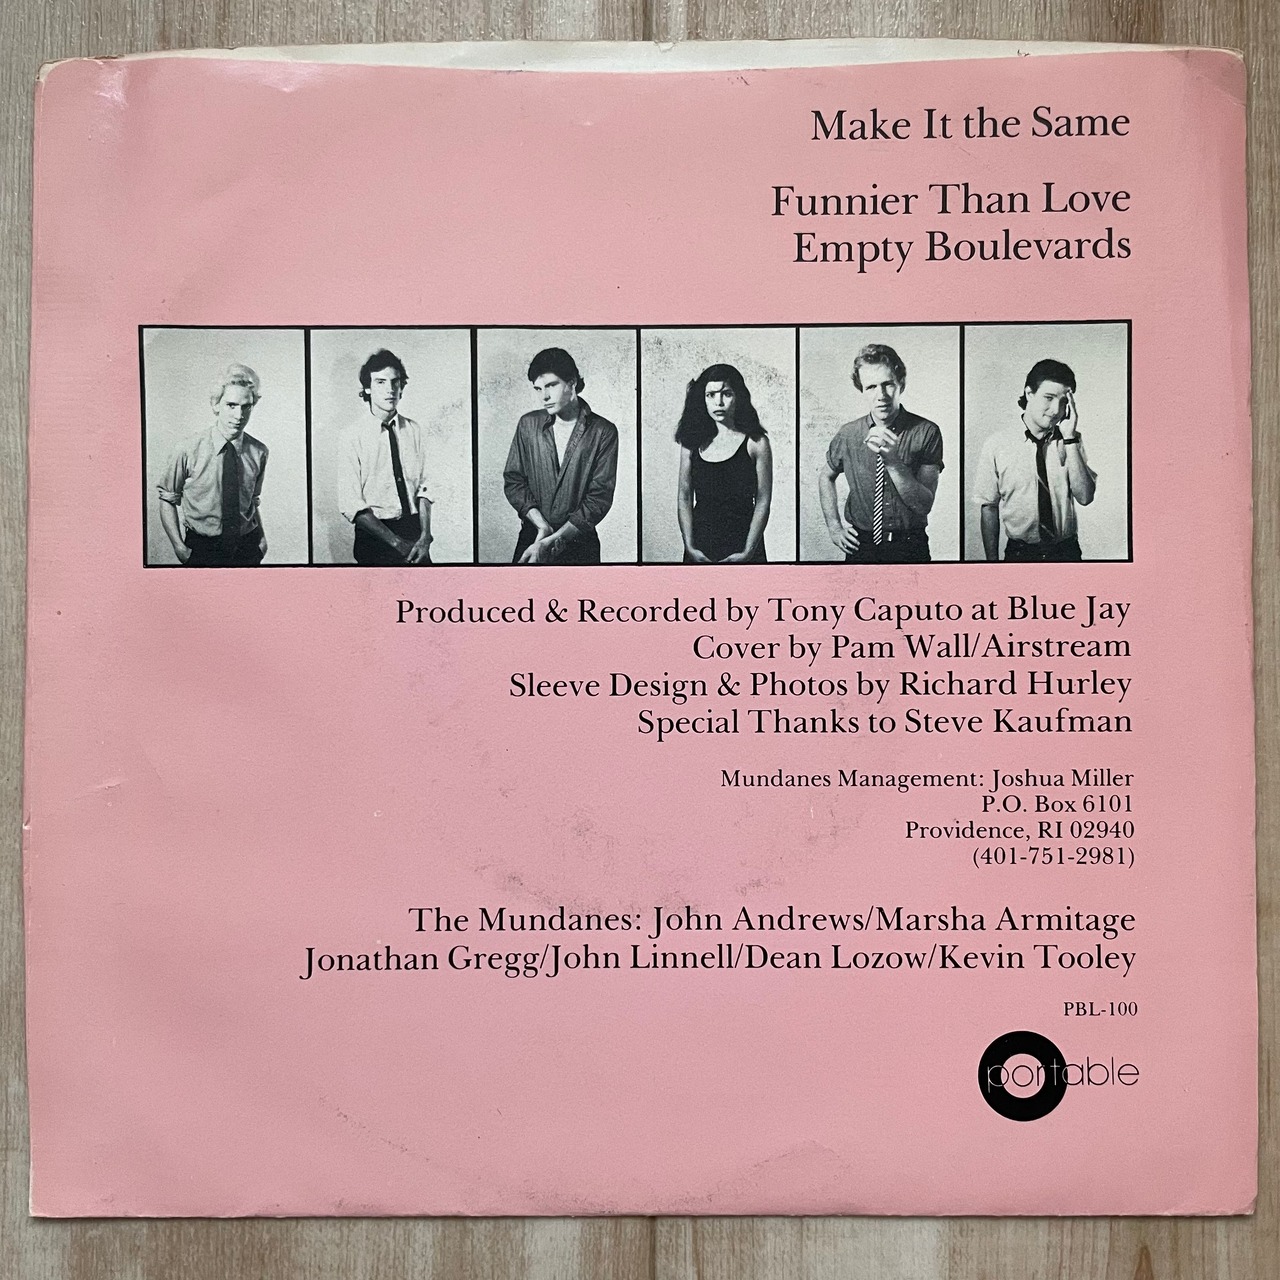 Make It the Same
Funnier Than Love
Empty Boulevards
Produced & Recorded by Tony Caputo at Blue Jay
Cover by Pam Wall/Airstream
Sleeve Design & Photos by Richard Hurley
Special Thanks to Steve Kaufman
Mundanes Management: Joshua Miller
P.O. Box 6101
Providence, RI 02940
(401-751-2981)
The Mundanes: John Andrews/Marsha Armitage
Jonathan Gregg/John Linnell/Dean Lozow/Kevin Tooley
PBL-100
portable